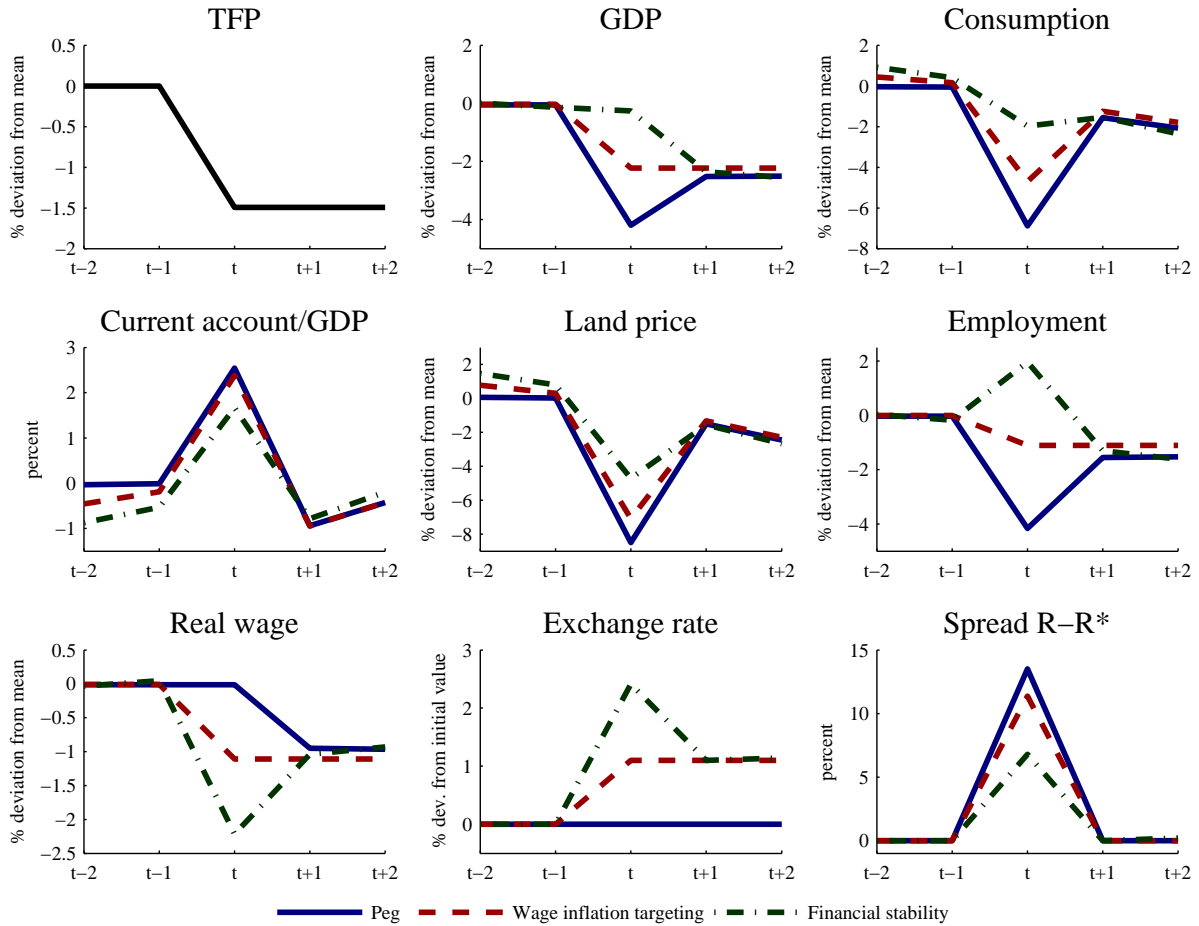 TFP
% deviation from mean
0.5
0
−0.5
−1
−1.5
−2
t−2 t−1 t t+1 t+2
GDP
% deviation from mean
2
0
−2
−4
t−2 t−1 t t+1 t+2
Consumption
% deviation from mean
2
0
−2
−4
−6
−8
t−2 t−1 t t+1 t+2
Current account/GDP
percent
3
2
1
0
−1
t−2 t−1 t t+1 t+2
Land price
% deviation from mean
2
0
−2
−4
−6
−8
t−2 t−1 t t+1 t+2
Employment
% deviation from mean
2
0
−2
−4
t−2 t−1 t t+1 t+2
Real wage
% deviation from mean
0.5
0
−0.5
−1
−1.5
−2
−2.5
t−2 t−1 t t+1 t+2
Exchange rate
% dev. from initial value
3
2
1
0
t−2 t−1 t t+1 t+2
Spread R−R*
percent
15
10
5
0
t−2 t−1 t t+1 t+2
Peg Wage inflation targeting Financial stability